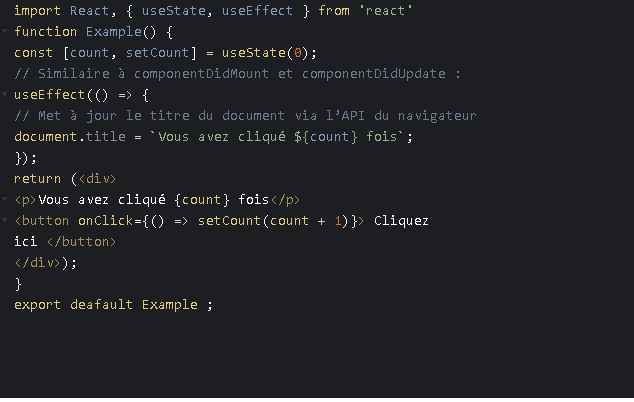 import React, { useState, useEffect } from 'react'
function Example() {
const [count, setCount] = useState(0);
// Similaire à componentDidMount et componentDidUpdate :
useEffect(() => {
// Met à jour le titre du document via l’API du navigateur
document.title = `Vous avez cliqué ${count} fois`;
});
return (<div>
<p>Vous avez cliqué {count} fois</p>
<button onClick={() => setCount(count + 1)}> Cliquez
ici </button>
</div>);
}
export deafault Example ;